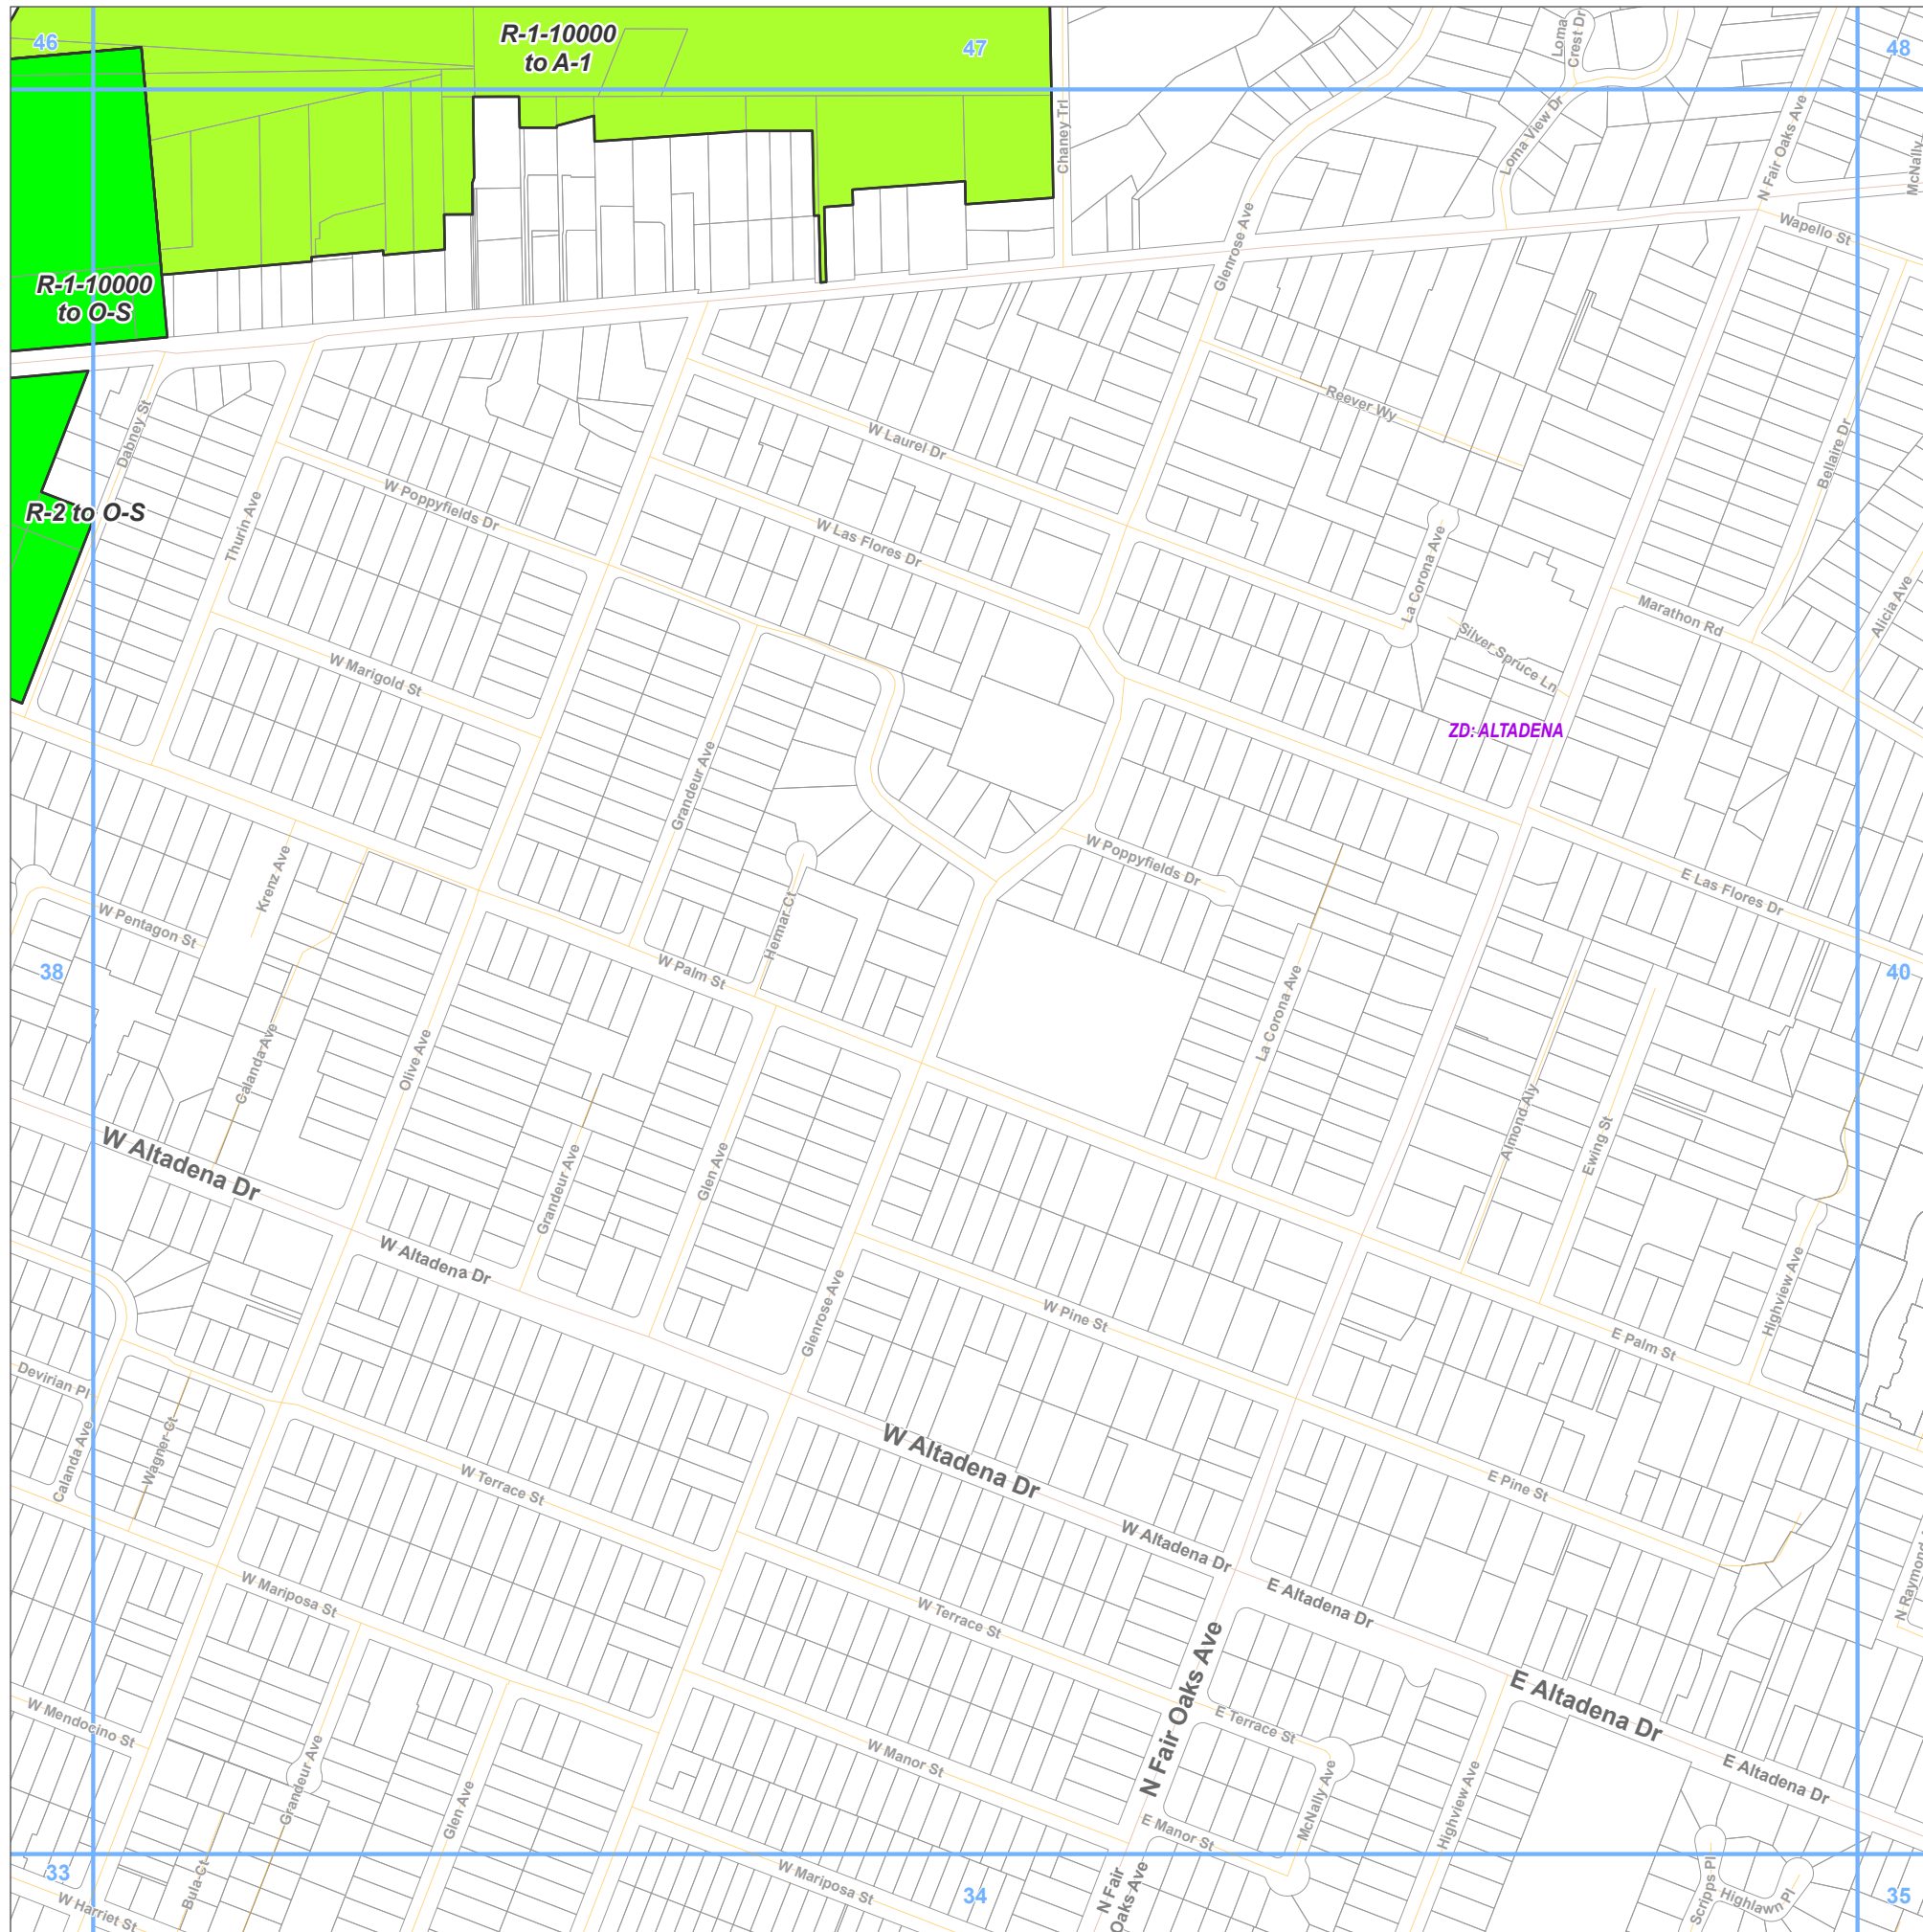 46
R-1-10000
to A-1
47
Loma
Crest Dr
48
Chaney Trl
Loma View Dr
N Fair Oaks Ave
McNally
Glenrose Ave
Wapello St
R-1-10000
to O-S
Dabney St
Reever Wy
W Laurel Dr
Bellaire Dr
W Poppyfields Dr
R-2 to O-S
Thurin Ave
W Las Flores Dr
La Corona Ave
Marathon Rd
Alicia Ave
Silver Spruce Ln
W Marigold St
ZD: ALTADENA
Grandeur Ave
W Poppyfields Dr
Krenz Ave
E Las Flores Dr
W Pentagon St
Hermar Ct
W Palm St
38
40
La Corona Ave
Calanda Ave
Olive Ave
Almond Aly
Ewing St
W Altadena Dr
Glen Ave
Grandeur Ave
W Altadena Dr
Highview Ave
Glenrose Ave
W Pine St
E Palm St
Devirian Pl
Calanda Ave
Wagner Ct
W Terrace St
W Altadena Dr
E Pine St
W Altadena Dr
E Altadena Dr
N Raymond
W Mariposa St
W Terrace St
N Fair Oaks Ave
E Altadena Dr
W Mendocino St
E Terrace St
Grandeur Ave
W Manor St
E Altadena Dr
Glen Ave
McNally Ave
Highview Ave
E Manor St
33
Bula Ct
W Mariposa St
34
N Fair
Oaks Ave
Scripps Pl
Highlawn Pl
35
W Harriet St